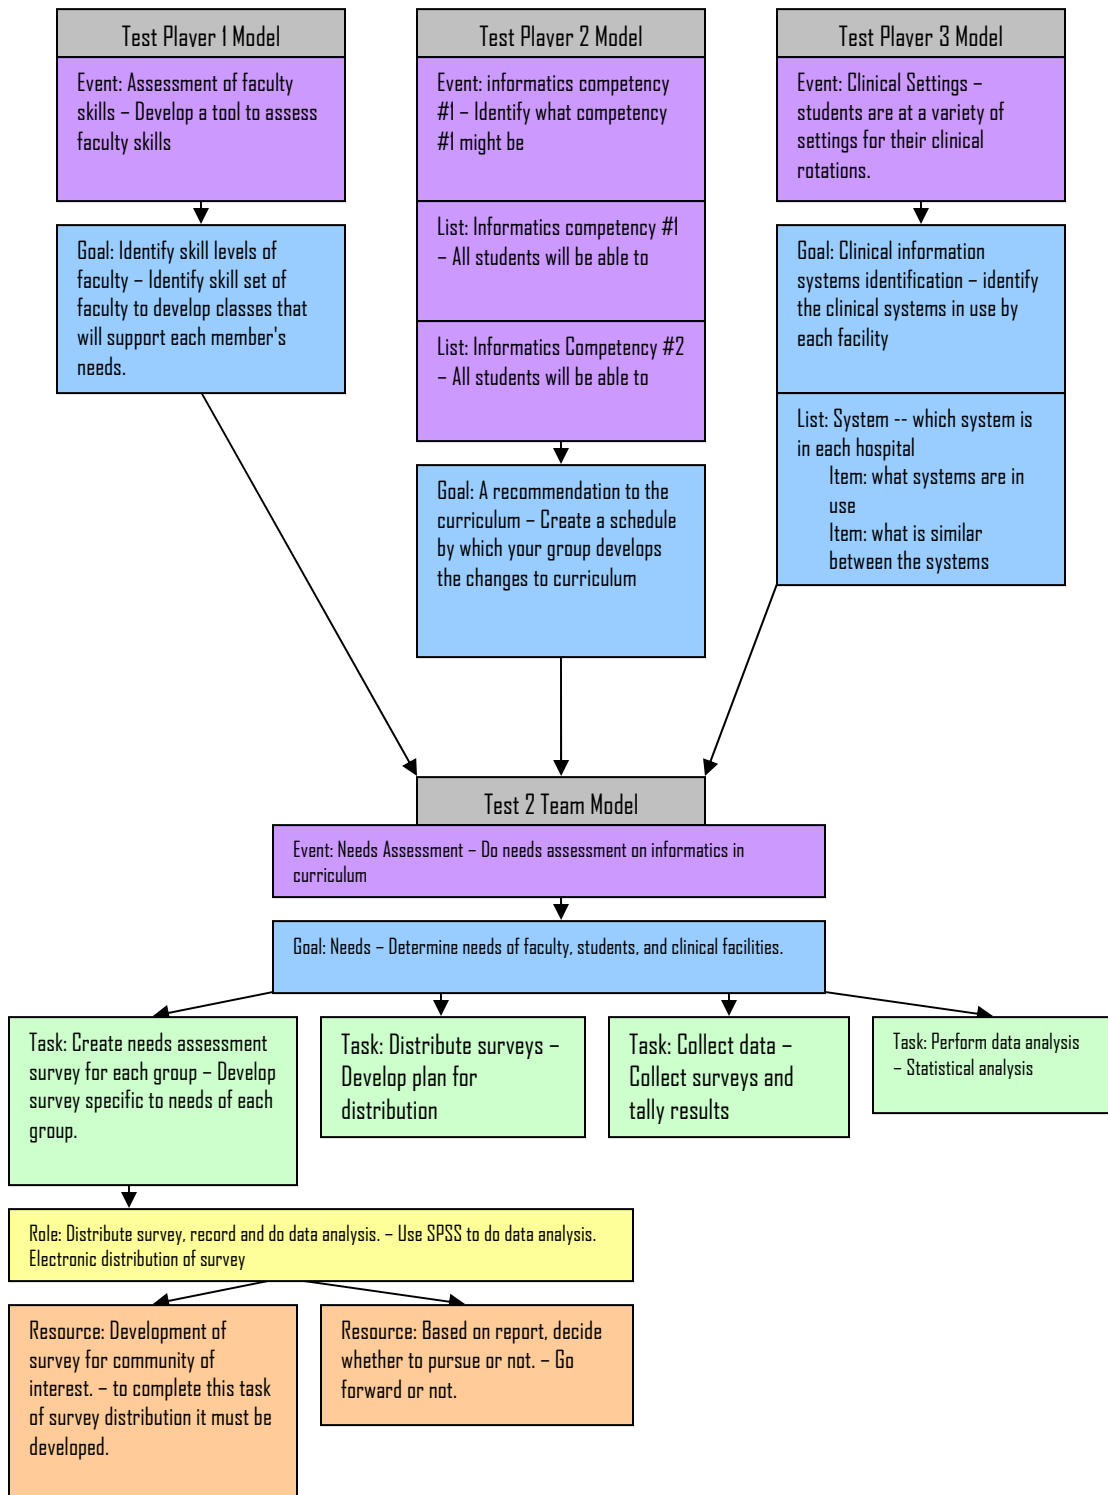 Test Player 1 Model
Event: Assessment of faculty
skills – Develop a tool to assess
faculty skills
Goal: Identify skill levels of
faculty – Identify skill set of
faculty to develop classes that
will support each member's
needs.
Test Player 2 Model
Event: informatics competency
#1 – Identify what competency
#1 might be
List: Informatics competency #1
– All students will be able to
List: Informatics Competency #2
– All students will be able to
Goal: A recommendation to the
curriculum – Create a schedule
by which your group develops
the changes to curriculum
Test Player 3 Model
Event: Clinical Settings –
students are at a variety of
settings for their clinical
rotations.
Goal: Clinical information
systems identification – identify
the clinical systems in use by
each facility
List: System -- which system is
in each hospital
Item: what systems are in
use
Item: what is similar
between the systems
Test 2 Team Model
Event: Needs Assessment – Do needs assessment on informatics in
curriculum
Goal: Needs – Determine needs of faculty, students, and clinical facilities.
Task: Create needs assessment
survey for each group – Develop
survey specific to needs of each
group.
Task: Distribute surveys –
Develop plan for
distribution
Task: Collect data –
Collect surveys and
tally results
Task: Perform data analysis
– Statistical analysis
Role: Distribute survey, record and do data analysis. – Use SPSS to do data analysis.
Electronic distribution of survey
Resource: Development of
survey for community of
interest. – to complete this task
of survey distribution it must be
developed.
Resource: Based on report, decide
whether to pursue or not. – Go
forward or not.